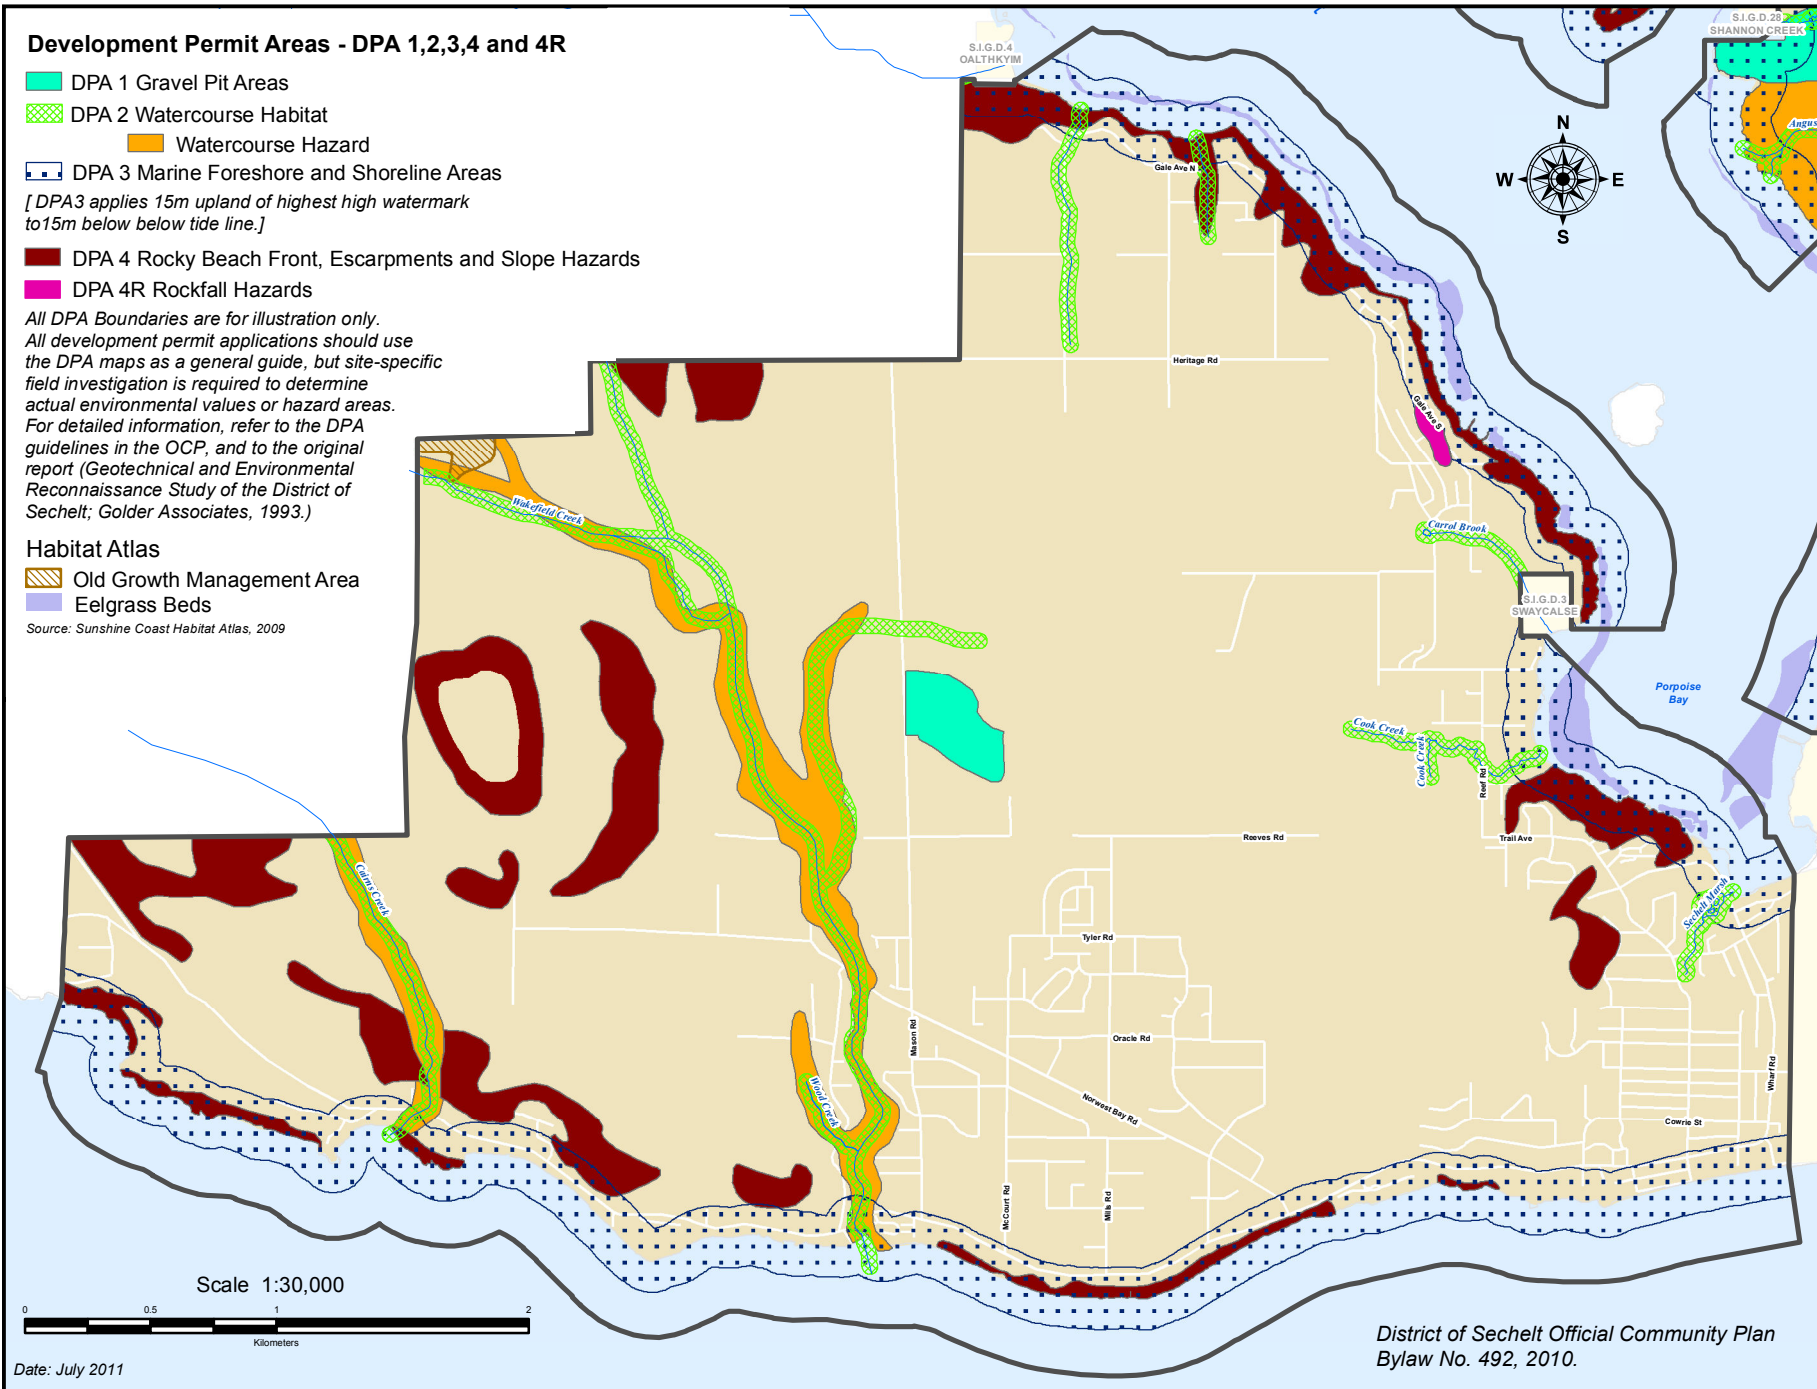 Development Permit Areas - DPA 1,2,3,4 and 4R
DPA 1 Gravel Pit Areas
DPA 2 Watercourse Habitat
Watercourse Hazard
DPA 3 Marine Foreshore and Shoreline Areas
[ DPA3 applies 15m upland of highest high watermark
to15m below below tide line.]
DPA 4 Rocky Beach Front, Escarpments and Slope Hazards
DPA 4R Rockfall Hazards
All DPA Boundaries are for illustration only.
All development permit applications should use
the DPA maps as a general guide, but site-specific
field investigation is required to determine
actual environmental values or hazard areas.
For detailed information, refer to the DPA
guidelines in the OCP, and to the original
report (Geotechnical and Environmental
Reconnaissance Study of the District of
Sechelt; Golder Associates, 1993.)
Habitat Atlas
Old Growth Management Area
Eelgrass Beds
Source: Sunshine Coast Habitat Atlas, 2009
S.I.G.D.4
OALTHKYIM
S.I.G.D.28
SHANNON CREEK
Angus
N
W
E
S
Gale Ave N
Heritage Rd
Gale Ave S
Wakefield Creek
Carrol Brook
S.I.G.D.3
SWAYCALSE
Porpoise
Bay
Cook Creek
Cook Creek
Reef Rd
Trail Ave
Reeves Rd
Cairns Creek
Sechelt Marsh
Tyler Rd
Mason Rd
Oracle Rd
Wharf Rd
Wood Creek
Norwest Bay Rd
Cowrie St
McCourt Rd
Mills Rd
Scale 1:30,000
0
0.5
1
2
Kilometers
Date: July 2011
District of Sechelt Official Community Plan
Bylaw No. 492, 2010.